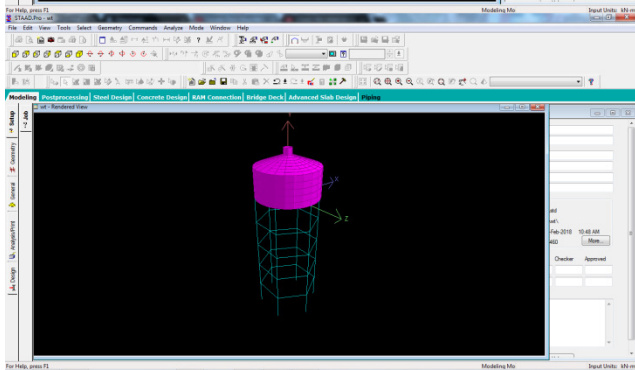 For Help, press F1 Modeling Mo Input Units: kN-m
STAAD.Pro - wt
File Edit View Tools Select Geometry Commands Analyze Mode Window Help
Modeling Postprocessing Steel Design Concrete Design RAM Connection Bridge Deck Advanced Slab Design Piping
wt - Rendered View
Setup
Job
Geometry
General
Analysis/Print
Design
Y
X
Z
-Feb-2018 10:48 AM
More...
Checker Approved
For Help, press F1 Modeling Mo Input Units: kN-m